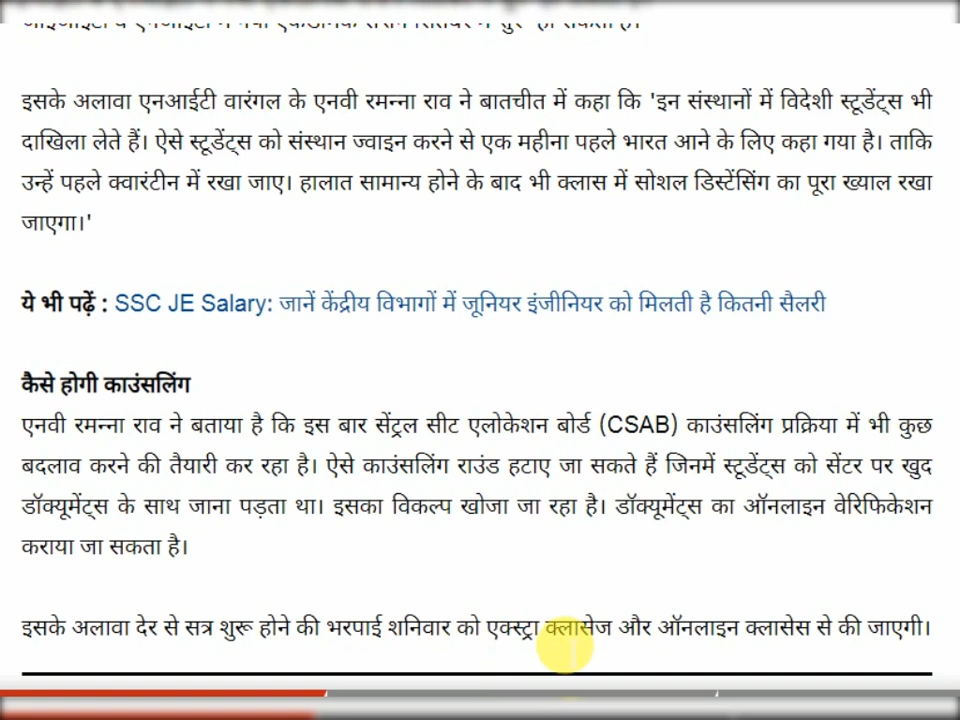 इसके अलावा एनआईटी वारंगल के एनवी रमन्ना राव ने बातचीत में कहा कि 'इन संस्थानों में विदेशी स्टूडेंट्स भी
दाखिला लेते हैं। ऐसे स्टूडेंट्स को संस्थान ज्वाइन करने से एक महीना पहले भारत आने के लिए कहा गया है। ताकि
उन्हें पहले क्वारंटीन में रखा जाए। हालात सामान्य होने के बाद भी क्लास में सोशल डिस्टेंसिंग का पूरा ख्याल रखा
जाएगा।'
ये भी पढ़ें : SSC JE Salary: जानें केंद्रीय विभागों में जूनियर इंजीनियर को मिलती है कितनी सैलरी
कैसे होगी काउंसलिंग
एनवी रमन्ना राव ने बताया है कि इस बार सेंट्रल सीट एलोकेशन बोर्ड (CSAB) काउंसलिंग प्रक्रिया में भी कुछ
बदलाव करने की तैयारी कर रहा है। ऐसे काउंसलिंग राउंड हटाए जा सकते हैं जिनमें स्टूडेंट्स को सेंटर पर खुद
डॉक्यूमेंट्स के साथ जाना पड़ता था। इसका विकल्प खोजा जा रहा है। डॉक्यूमेंट्स का ऑनलाइन वेरिफिकेशन
कराया जा सकता है।
इसके अलावा देर से सत्र शुरू होने की भरपाई शनिवार को एक्स्ट्रा क्लासेज और ऑनलाइन क्लासेस से की जाएगी।